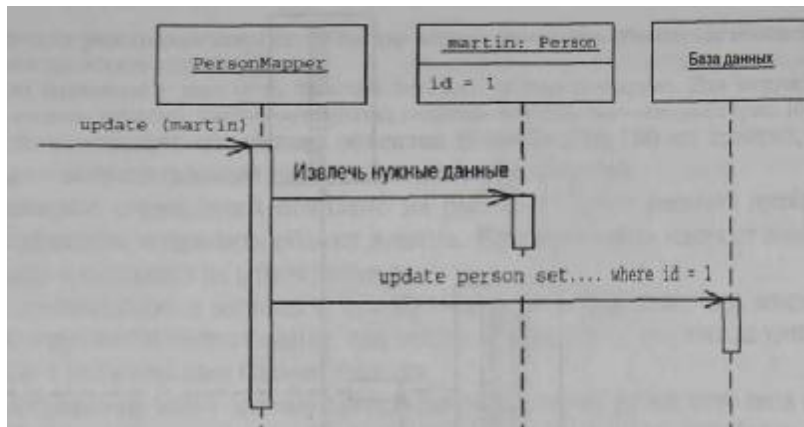 PersonMapper
martin: Person
id = 1
База данных
update (martin)
Извлечь нужные данные
update person set.... where id = 1